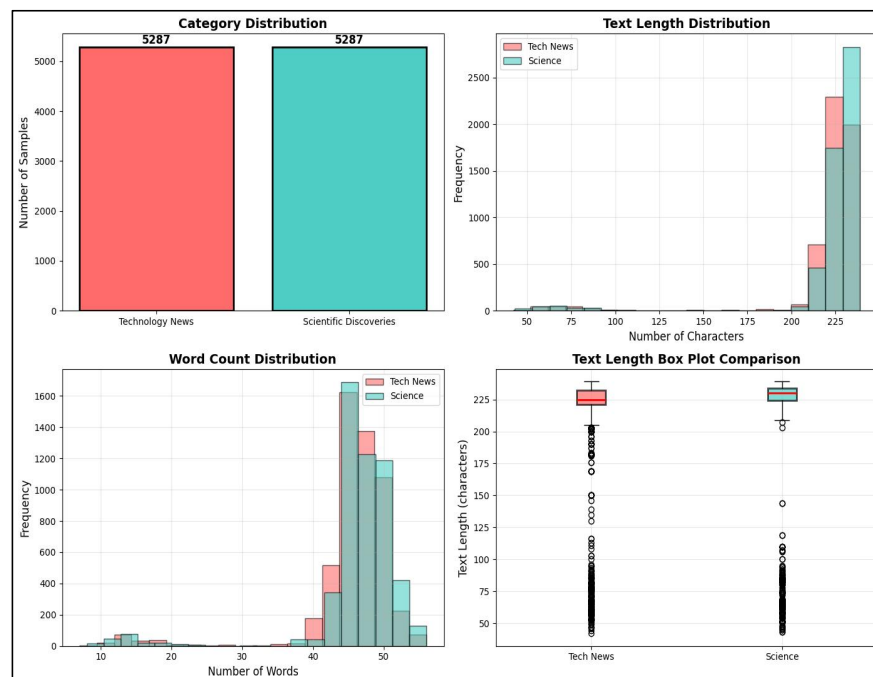 Category Distribution
5287
5287
Number of Samples
5000
4000
3000
2000
1000
0
Technology News
Scientific Discoveries
Text Length Distribution
Tech News
Science
Frequency
2500
2000
1500
1000
500
0
50
75
100
125
150
175
200
225
Number of Characters
Word Count Distribution
Tech News
Science
Frequency
1600
1400
1200
1000
800
600
400
200
0
10
20
30
40
50
Number of Words
Text Length Box Plot Comparison
Text Length (characters)
225
200
175
150
125
100
75
50
Tech News
Science